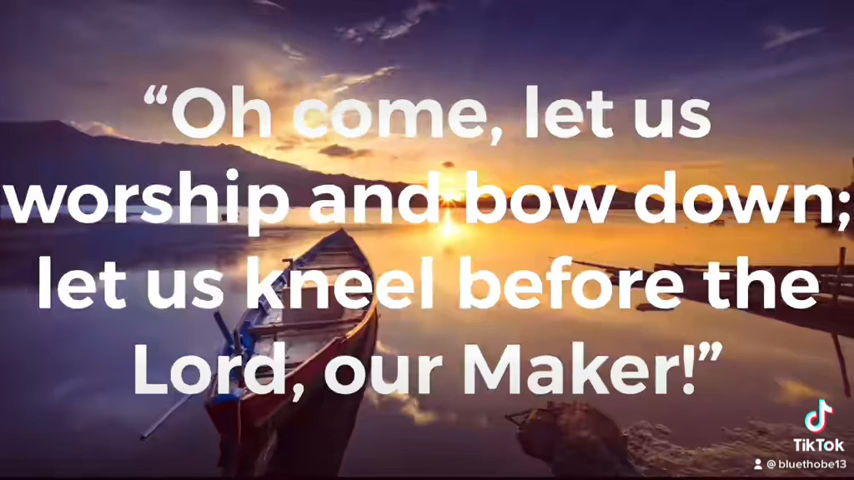 “Oh come, let us
worship and bow down;
let us kneel before the
Lord, our Maker!”
TikTok
@bluethobe13